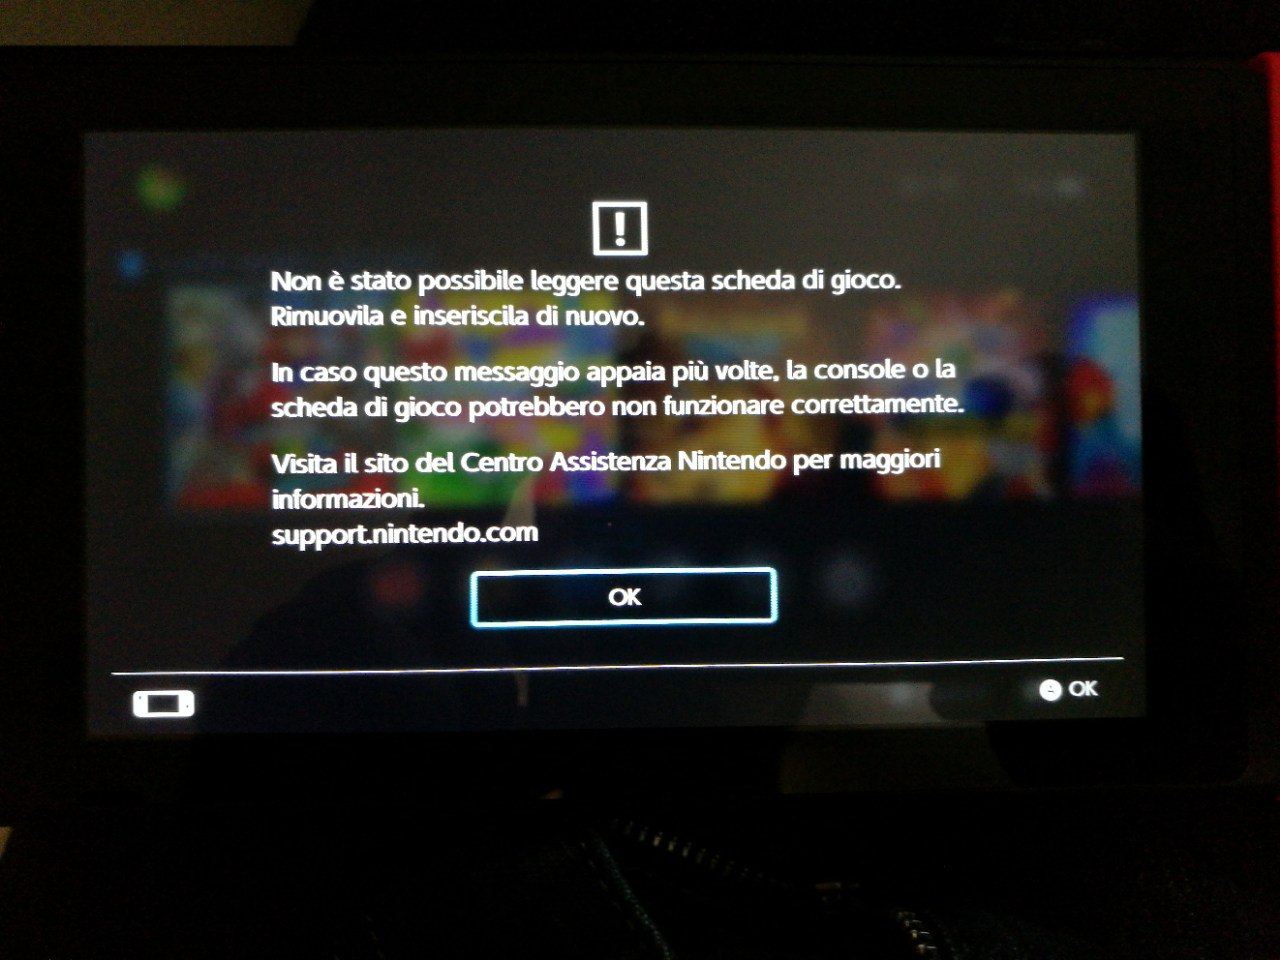 !
Non è stato possibile leggere questa scheda di gioco.
Rimuovila e inseriscila di nuovo.
In caso questo messaggio appaia più volte, la console o la
scheda di gioco potrebbero non funzionare correttamente.
Visita il sito del Centro Assistenza Nintendo per maggiori
informazioni.
support.nintendo.com
OK
OK